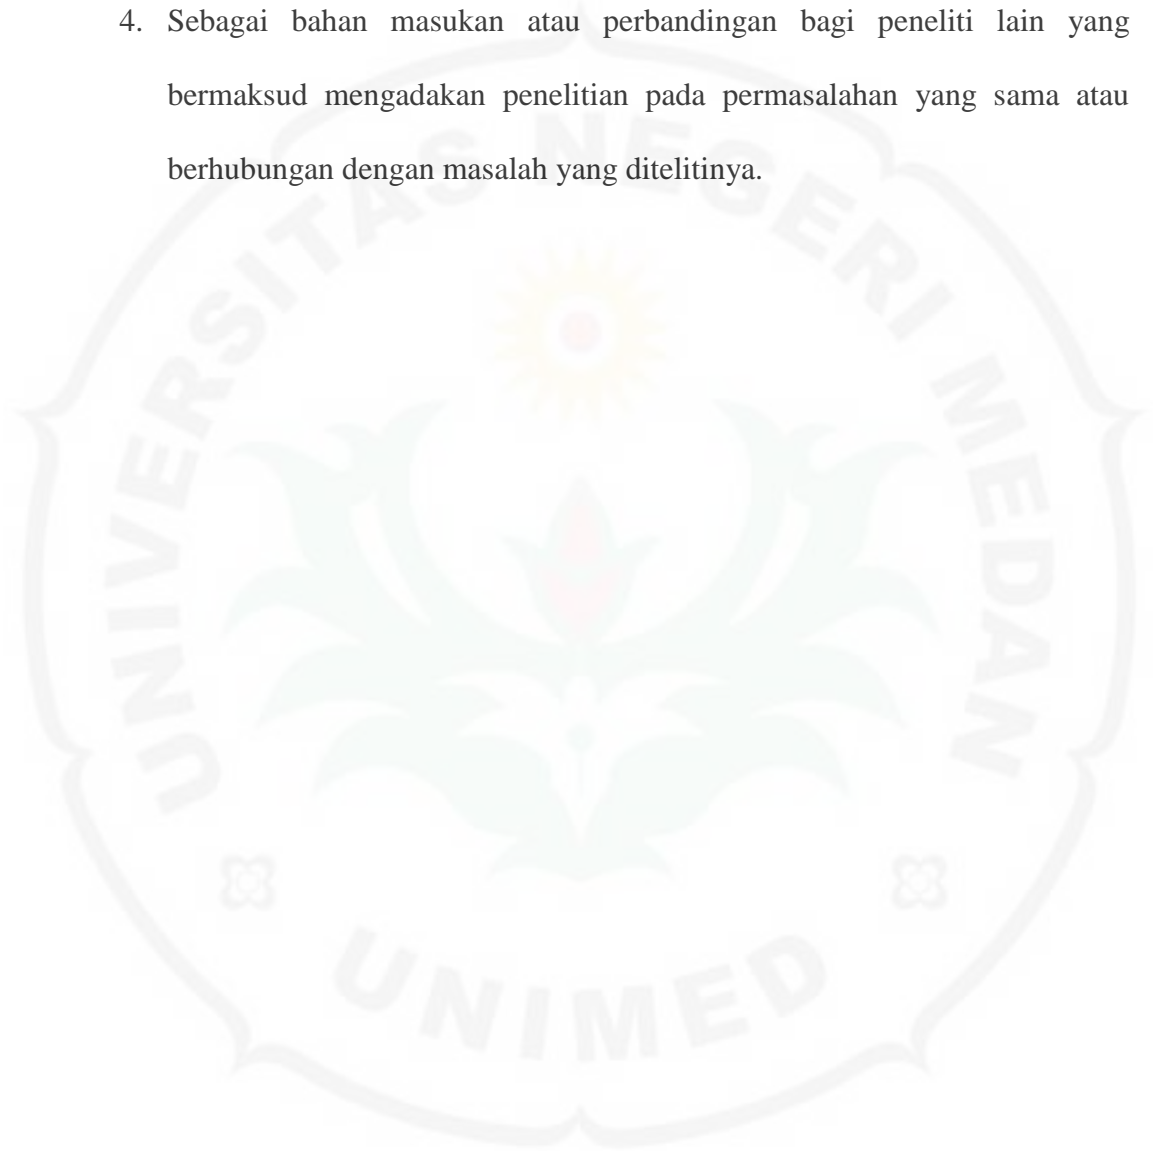 4. Sebagai bahan masukan atau perbandingan bagi peneliti lain yang
bermaksud mengadakan penelitian pada permasalahan yang sama atau
berhubungan dengan masalah yang ditelitinya.
UNIVERSITAS NEGERI MEDAN
UNIMED